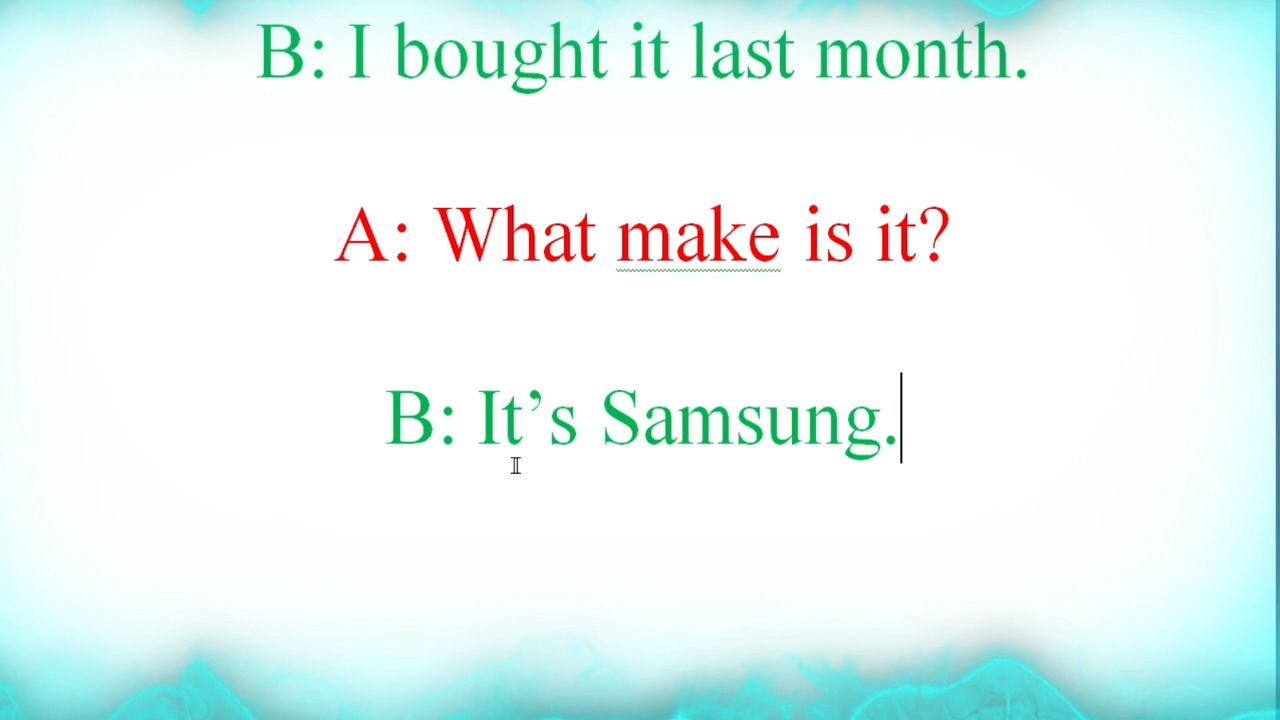 B: I bought it last month.
A: What make is it?
B: It’s Samsung.